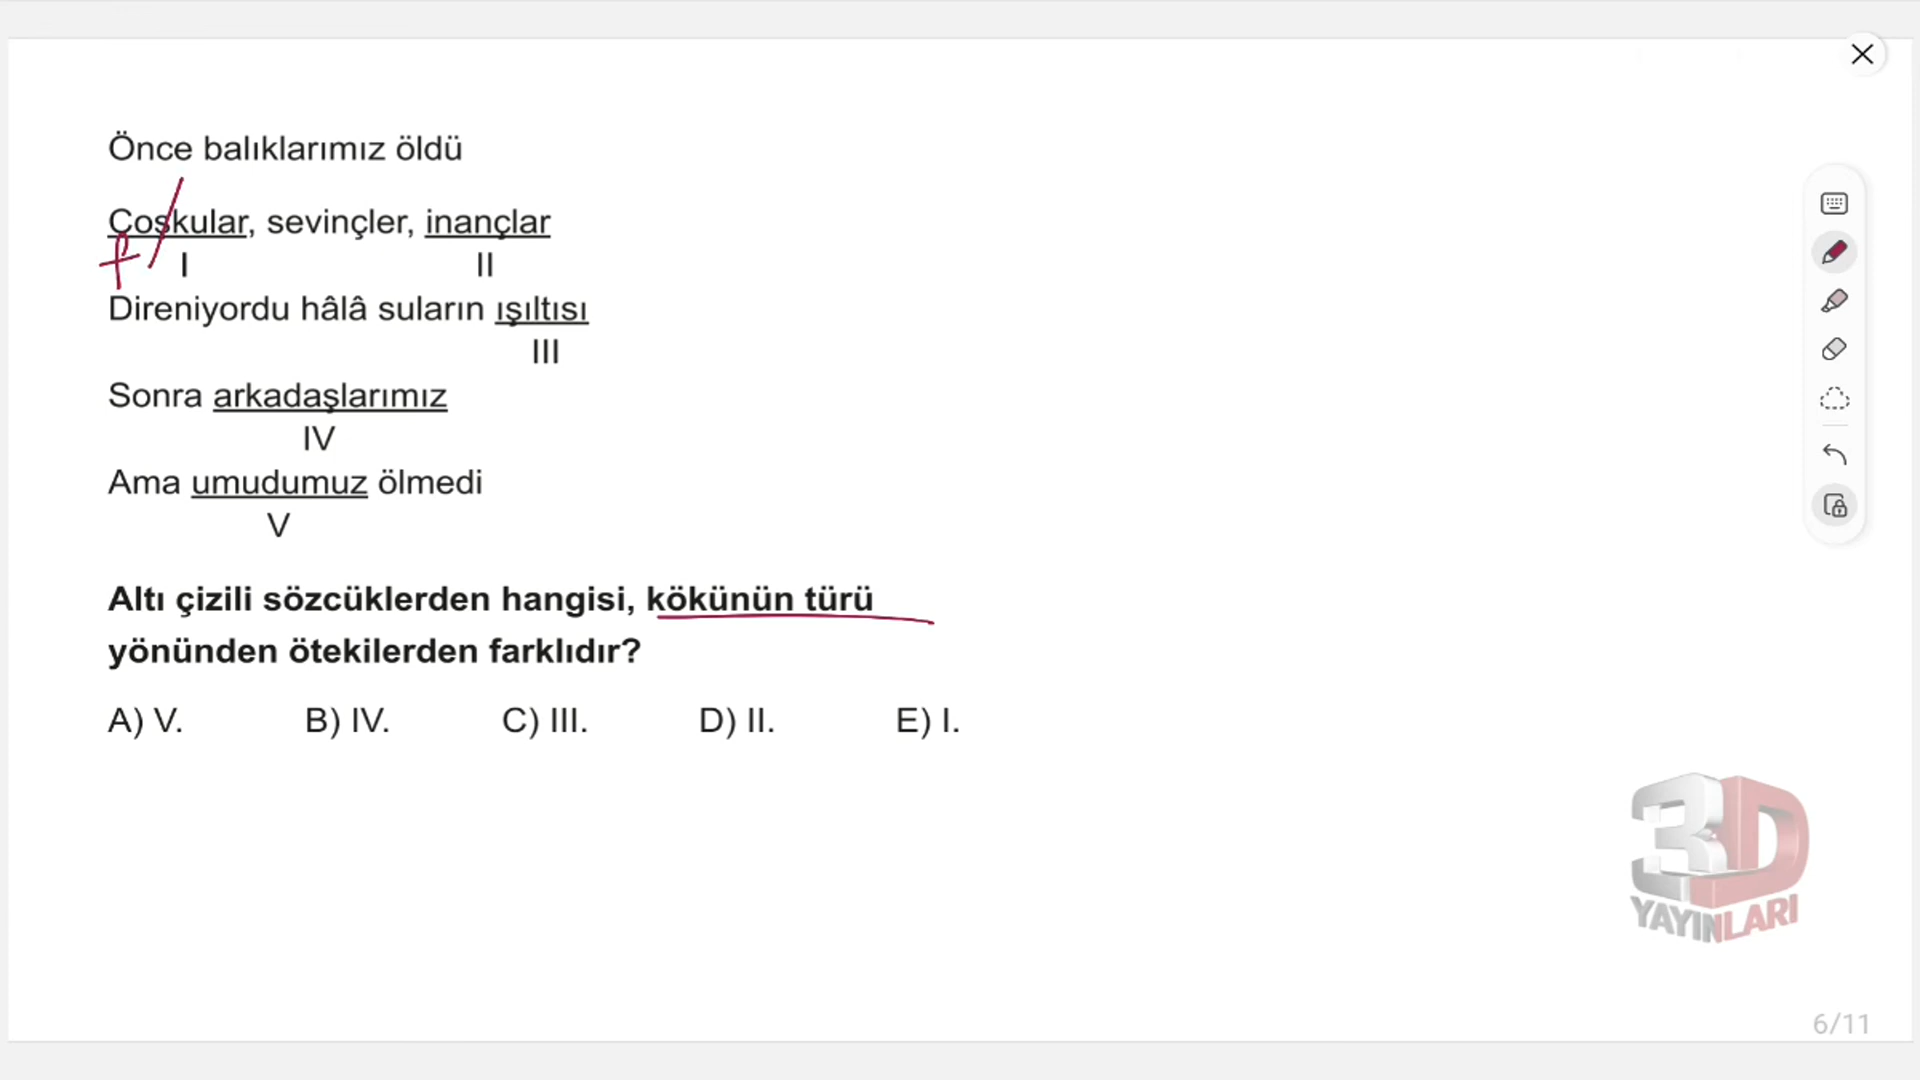 Önce balıklarımız öldü
Coşkular, sevinçler, inançlar
f I II
Direniyordu hâlâ suların ışıltısı
III
Sonra arkadaşlarımız
IV
Ama umudumuz ölmedi
V
Altı çizili sözcüklerden hangisi, kökünün türü
yönünden ötekilerden farklıdır?
A) V. B) IV. C) III. D) II. E) I.
3D
YAYINLARI
6/11